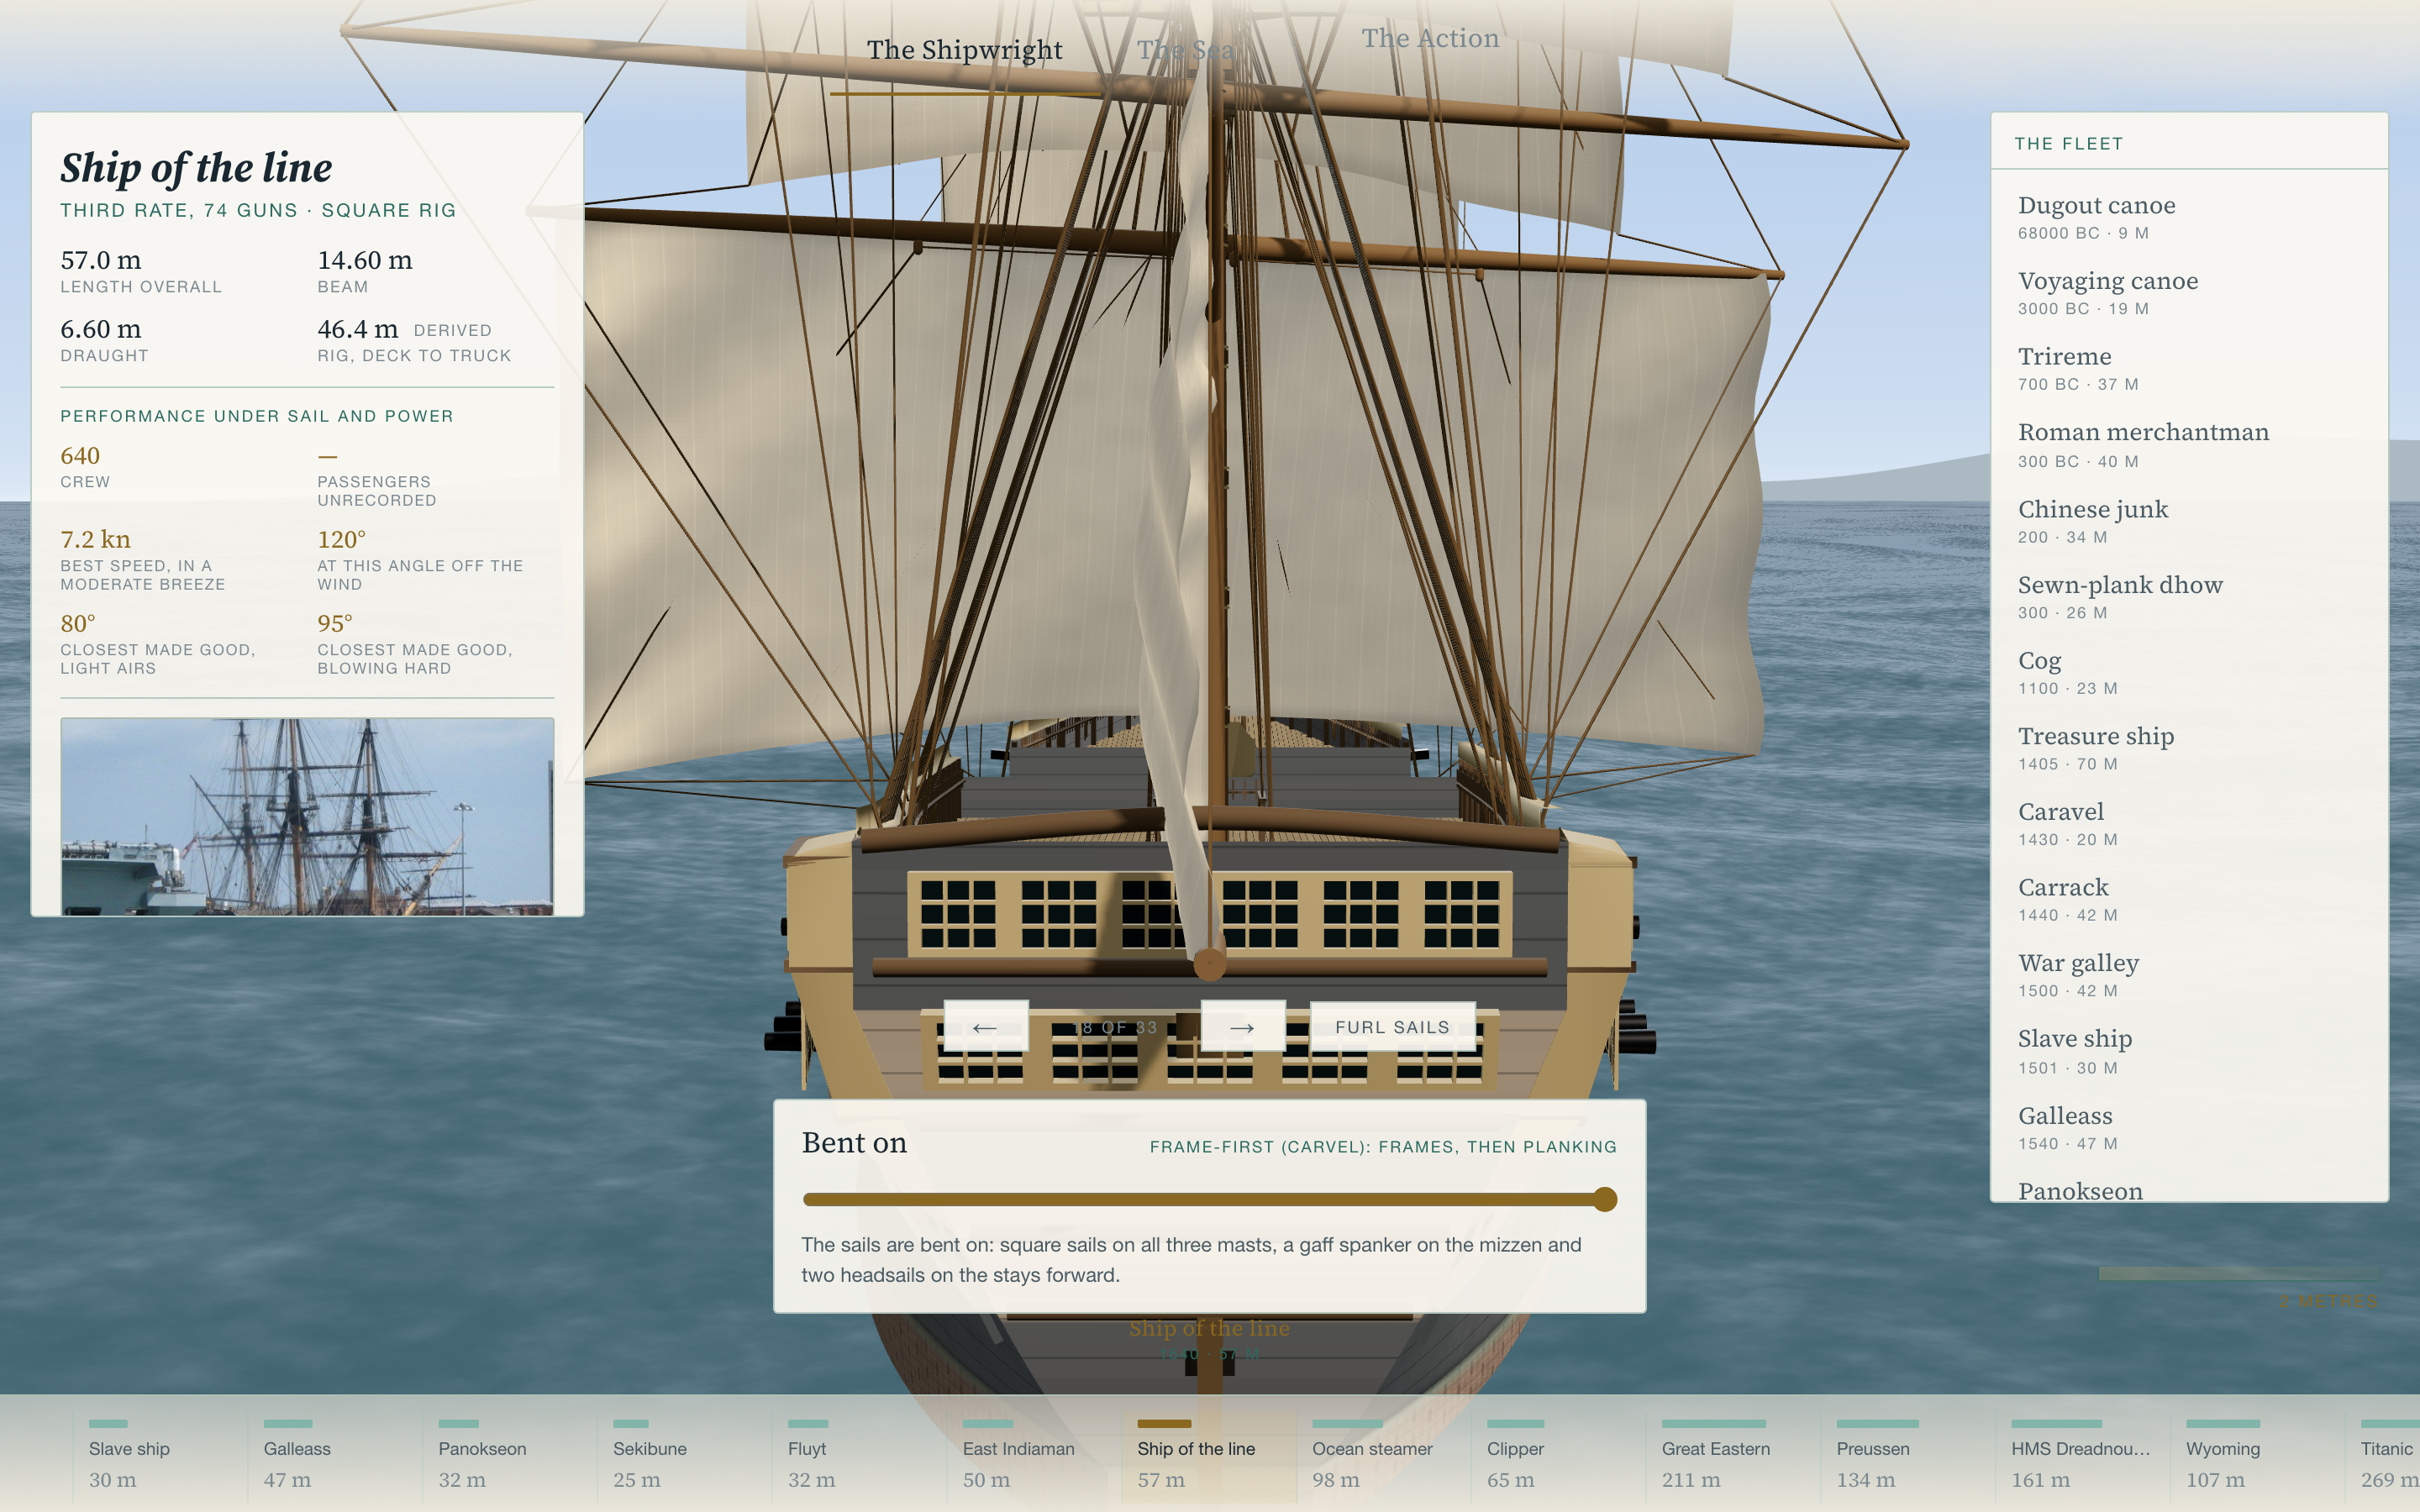 The Shipwright
The Sea
The Action
Ship of the line
THIRD RATE, 74 GUNS · SQUARE RIG
57.0 m
LENGTH OVERALL
14.60 m
BEAM
6.60 m
DRAUGHT
46.4 m DERIVED
RIG, DECK TO TRUCK
PERFORMANCE UNDER SAIL AND POWER
640
CREW
—
PASSENGERS
UNRECORDED
7.2 kn
BEST SPEED, IN A
MODERATE BREEZE
120°
AT THIS ANGLE OFF THE
WIND
80°
CLOSEST MADE GOOD,
LIGHT AIRS
95°
CLOSEST MADE GOOD,
BLOWING HARD
THE FLEET
Dugout canoe
68000 BC · 9 M
Voyaging canoe
3000 BC · 19 M
Trireme
700 BC · 37 M
Roman merchantman
300 BC · 40 M
Chinese junk
200 · 34 M
Sewn-plank dhow
300 · 26 M
Cog
1100 · 23 M
Treasure ship
1405 · 70 M
Caravel
1430 · 20 M
Carrack
1440 · 42 M
War galley
1500 · 42 M
Slave ship
1501 · 30 M
Galleass
1540 · 47 M
Panokseon
←
18 OF 33
→
FURL SAILS
Bent on
FRAME-FIRST (CARVEL): FRAMES, THEN PLANKING
The sails are bent on: square sails on all three masts, a gaff spanker on the mizzen and
two headsails on the stays forward.
2 METRES
Ship of the line
1640 · 57 M
Slave ship
30 m
Galleass
47 m
Panokseon
32 m
Sekibune
25 m
Fluyt
32 m
East Indiaman
50 m
Ship of the line
57 m
Ocean steamer
98 m
Clipper
65 m
Great Eastern
211 m
Preussen
134 m
HMS Dreadnou…
161 m
Wyoming
107 m
Titanic
269 m